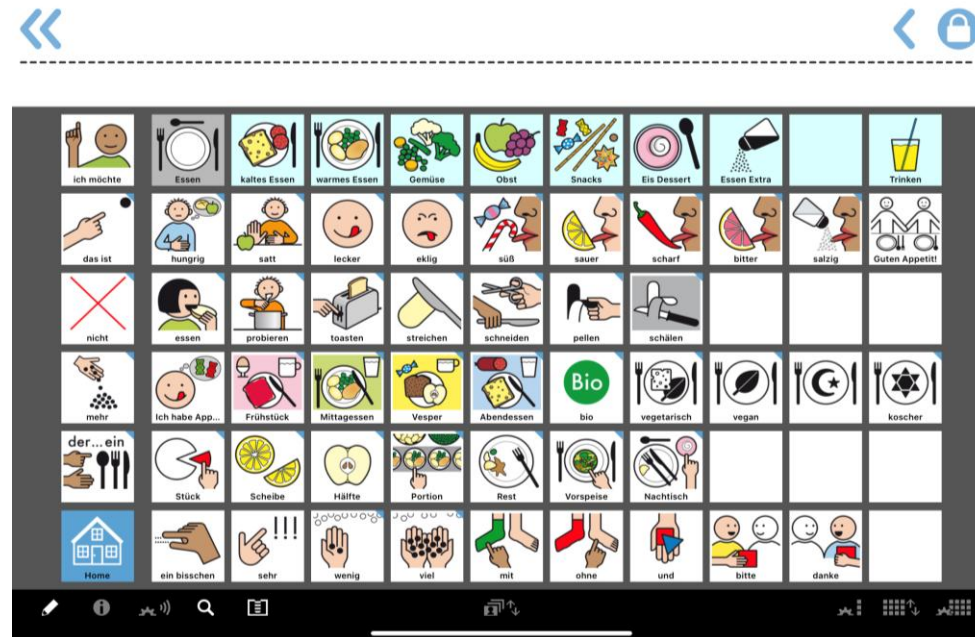 ich möchte
Essen
kaltes Essen
warmes Essen
Gemüse
Obst
Snacks
Eis Dessert
Essen Extra
Trinken
das ist
hungrig
satt
lecker
eklig
süß
sauer
scharf
bitter
salzig
Guten Appetit!
nicht
essen
probieren
toasten
streichen
schneiden
pellen
schälen
mehr
Ich habe App...
Frühstück
Mittagessen
Vesper
Abendessen
Bio
bio
vegetarisch
vegan
koscher
der...ein
Stück
Scheibe
Hälfte
Portion
Rest
Vorspeise
Nachtisch
Home
ein bisschen
!!!
sehr
wenig
viel
mit
ohne
und
bitte
danke